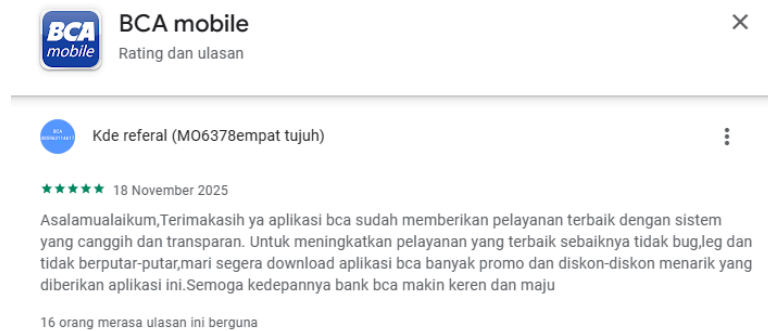 BCA
mobile
BCA mobile
Rating dan ulasan
Kde referal (MO6378empat tujuh)
18 November 2025
Asalamualaikum,Terimakasih ya aplikasi bca sudah memberikan pelayanan terbaik dengan sistem
yang canggih dan transparan. Untuk meningkatkan pelayanan yang terbaik sebaiknya tidak bug,leg dan
tidak berputar-putar,mari segera download aplikasi bca banyak promo dan diskon-diskon menarik yang
diberikan aplikasi ini.Semoga kedepannya bank bca makin keren dan maju
16 orang merasa ulasan ini berguna